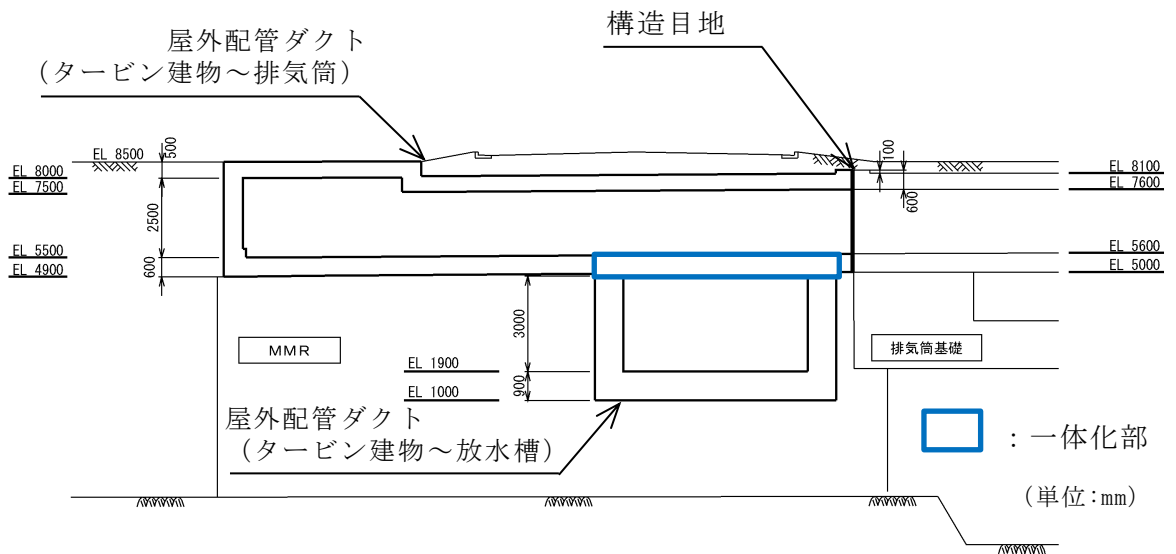 構造目地
屋外配管ダクト
(タービン建物～排気筒)
EL 8500
500
100
EL 8000
EL 8100
EL 7500
EL 7600
600
2500
EL 5500
EL 5600
600
EL 4900
EL 5000
3000
MMR
排気筒基礎
EL 1900
900
EL 1000
屋外配管ダクト
(タービン建物～放水槽)
：一体化部
(単位:mm)